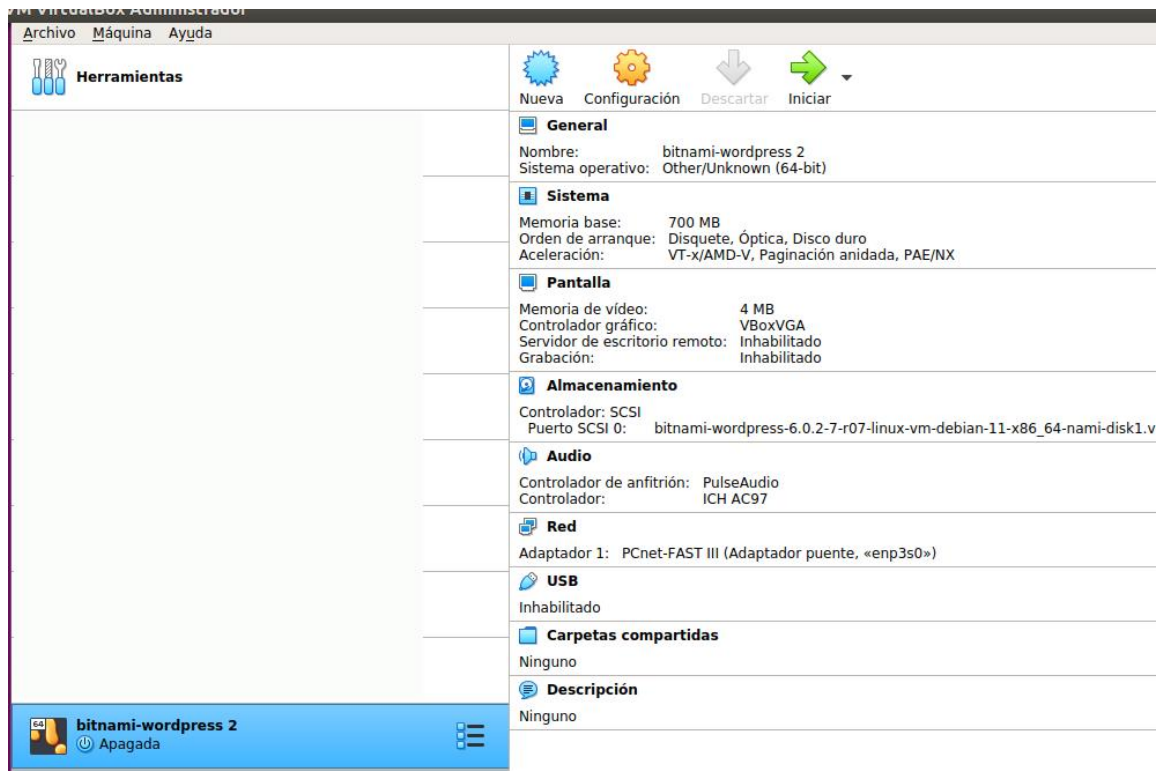 VM VirtualBox Administrador
Archivo Máquina Ayuda
Herramientas
Nueva Configuración Descartar Iniciar
General
Nombre: bitnami-wordpress 2
Sistema operativo: Other/Unknown (64-bit)
Sistema
Memoria base: 700 MB
Orden de arranque: Disquete, Óptica, Disco duro
Aceleración: VT-x/AMD-V, Paginación anidada, PAE/NX
Pantalla
Memoria de vídeo: 4 MB
Controlador gráfico: VBoxVGA
Servidor de escritorio remoto: Inhabilitado
Grabación: Inhabilitado
Almacenamiento
Controlador: SCSI
Puerto SCSI 0: bitnami-wordpress-6.0.2-7-r07-linux-vm-debian-11-x86_64-nami-disk1.v
Audio
Controlador de anfitrión: PulseAudio
Controlador: ICH AC97
Red
Adaptador 1: PCnet-FAST III (Adaptador puente, «enp3s0»)
USB
Inhabilitado
Carpetas compartidas
Ninguno
Descripción
Ninguno
64
bitnami-wordpress 2
Apagada